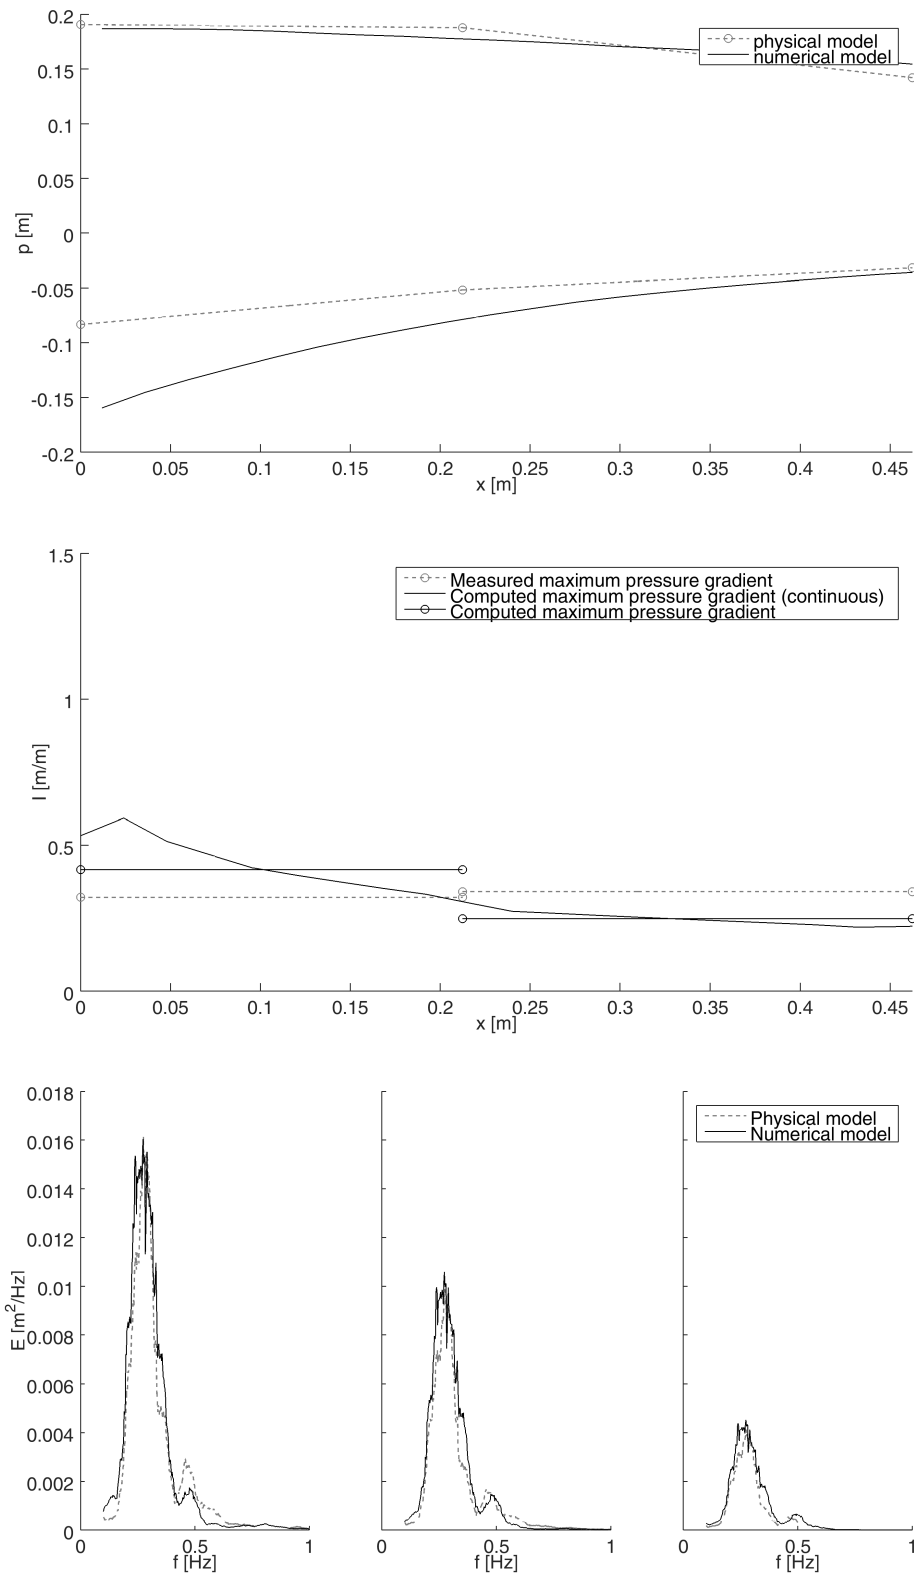 0.2
0.15
0.1
0.05
0
-0.05
-0.1
-0.15
-0.2
p [m]
physical model
numerical model
0 0.05 0.1 0.15 0.2 0.25 0.3 0.35 0.4 0.45
x [m]
1.5
1
0.5
0
I [m/m]
Measured maximum pressure gradient
Computed maximum pressure gradient (continuous)
Computed maximum pressure gradient
0 0.05 0.1 0.15 0.2 0.25 0.3 0.35 0.4 0.45
x [m]
0.018
0.016
0.014
0.012
0.01
0.008
0.006
0.004
0.002
0
E [m²/Hz]
Physical model
Numerical model
0 0.5 1 0 0.5 1 0 0.5 1
f [Hz] f [Hz] f [Hz]